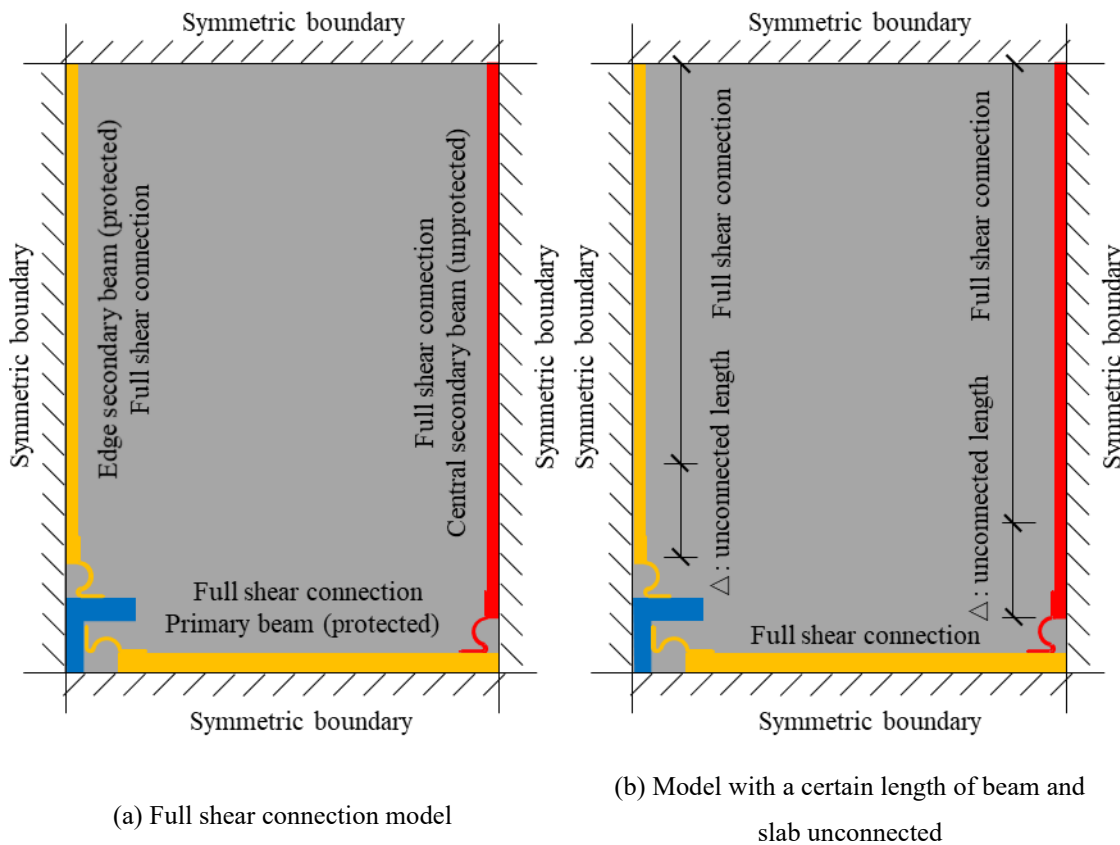 Symmetric boundary
Symmetric boundary
Edge secondary beam (protected)
Full shear connection
Full shear connection
Central secondary beam (unprotected)
Symmetric boundary
Full shear connection
Primary beam (protected)
Symmetric boundary
(a) Full shear connection model
Symmetric boundary
Symmetric boundary
Full shear connection
△: unconnected length
Full shear connection
△: unconnected length
Symmetric boundary
Full shear connection
Symmetric boundary
(b) Model with a certain length of beam and
slab unconnected